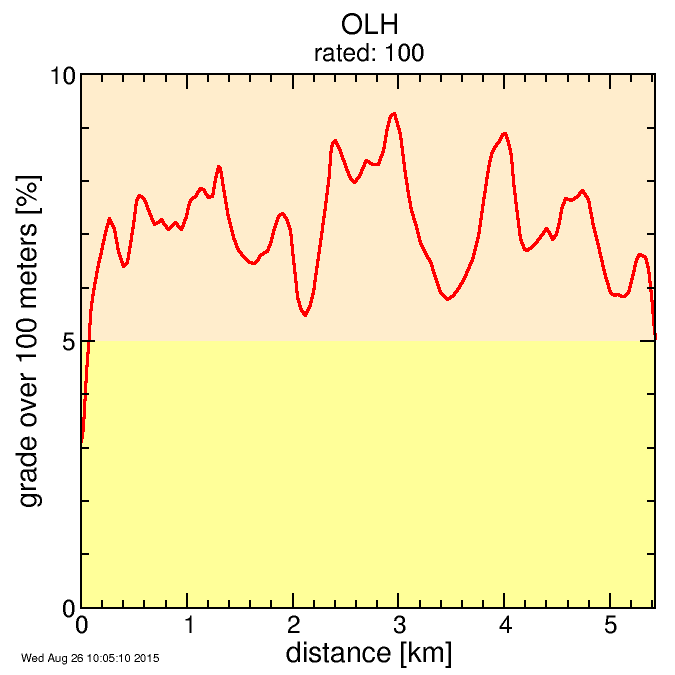 OLH
rated: 100
10
5
0
grade over 100 meters [%]
0 1 2 3 4 5
distance [km]
Wed Aug 26 10:05:10 2015